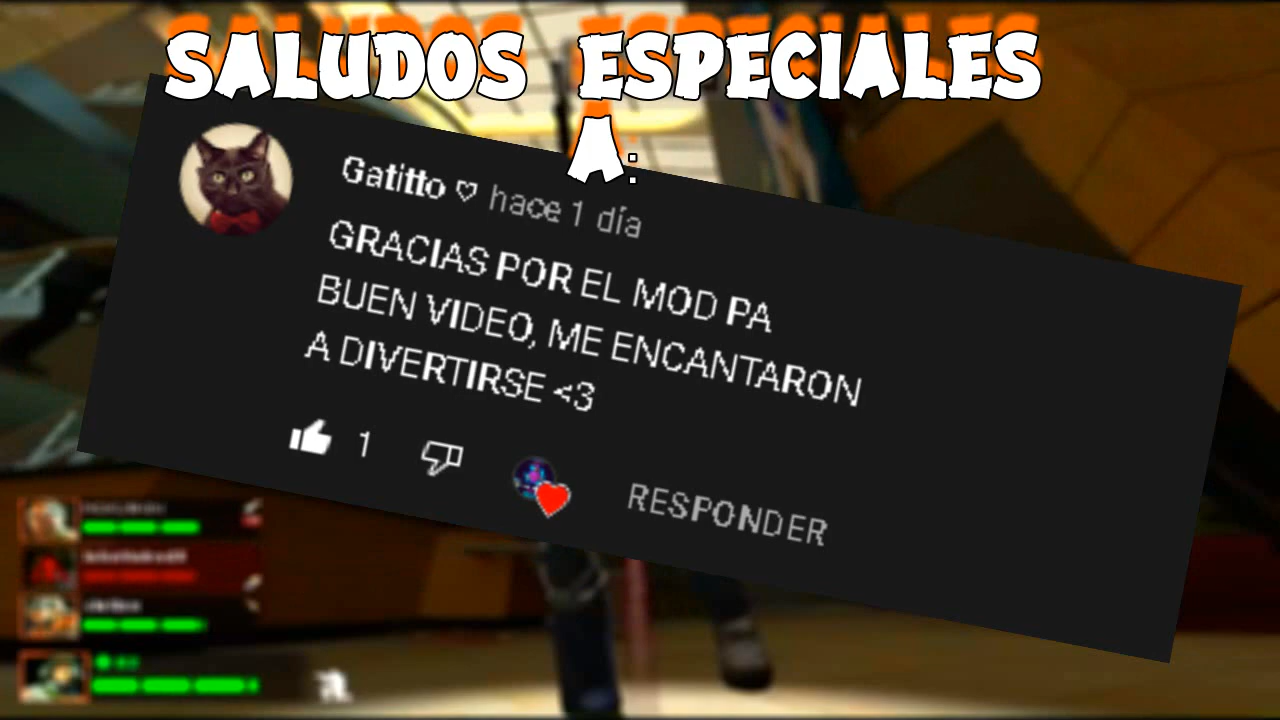 SALUDOS ESPECIALES
A:
Gatitto ♡ hace 1 día
GRACIAS POR EL MOD PA
BUEN VIDEO, ME ENCANTARON
A DIVERTIRSE <3
1
RESPONDER